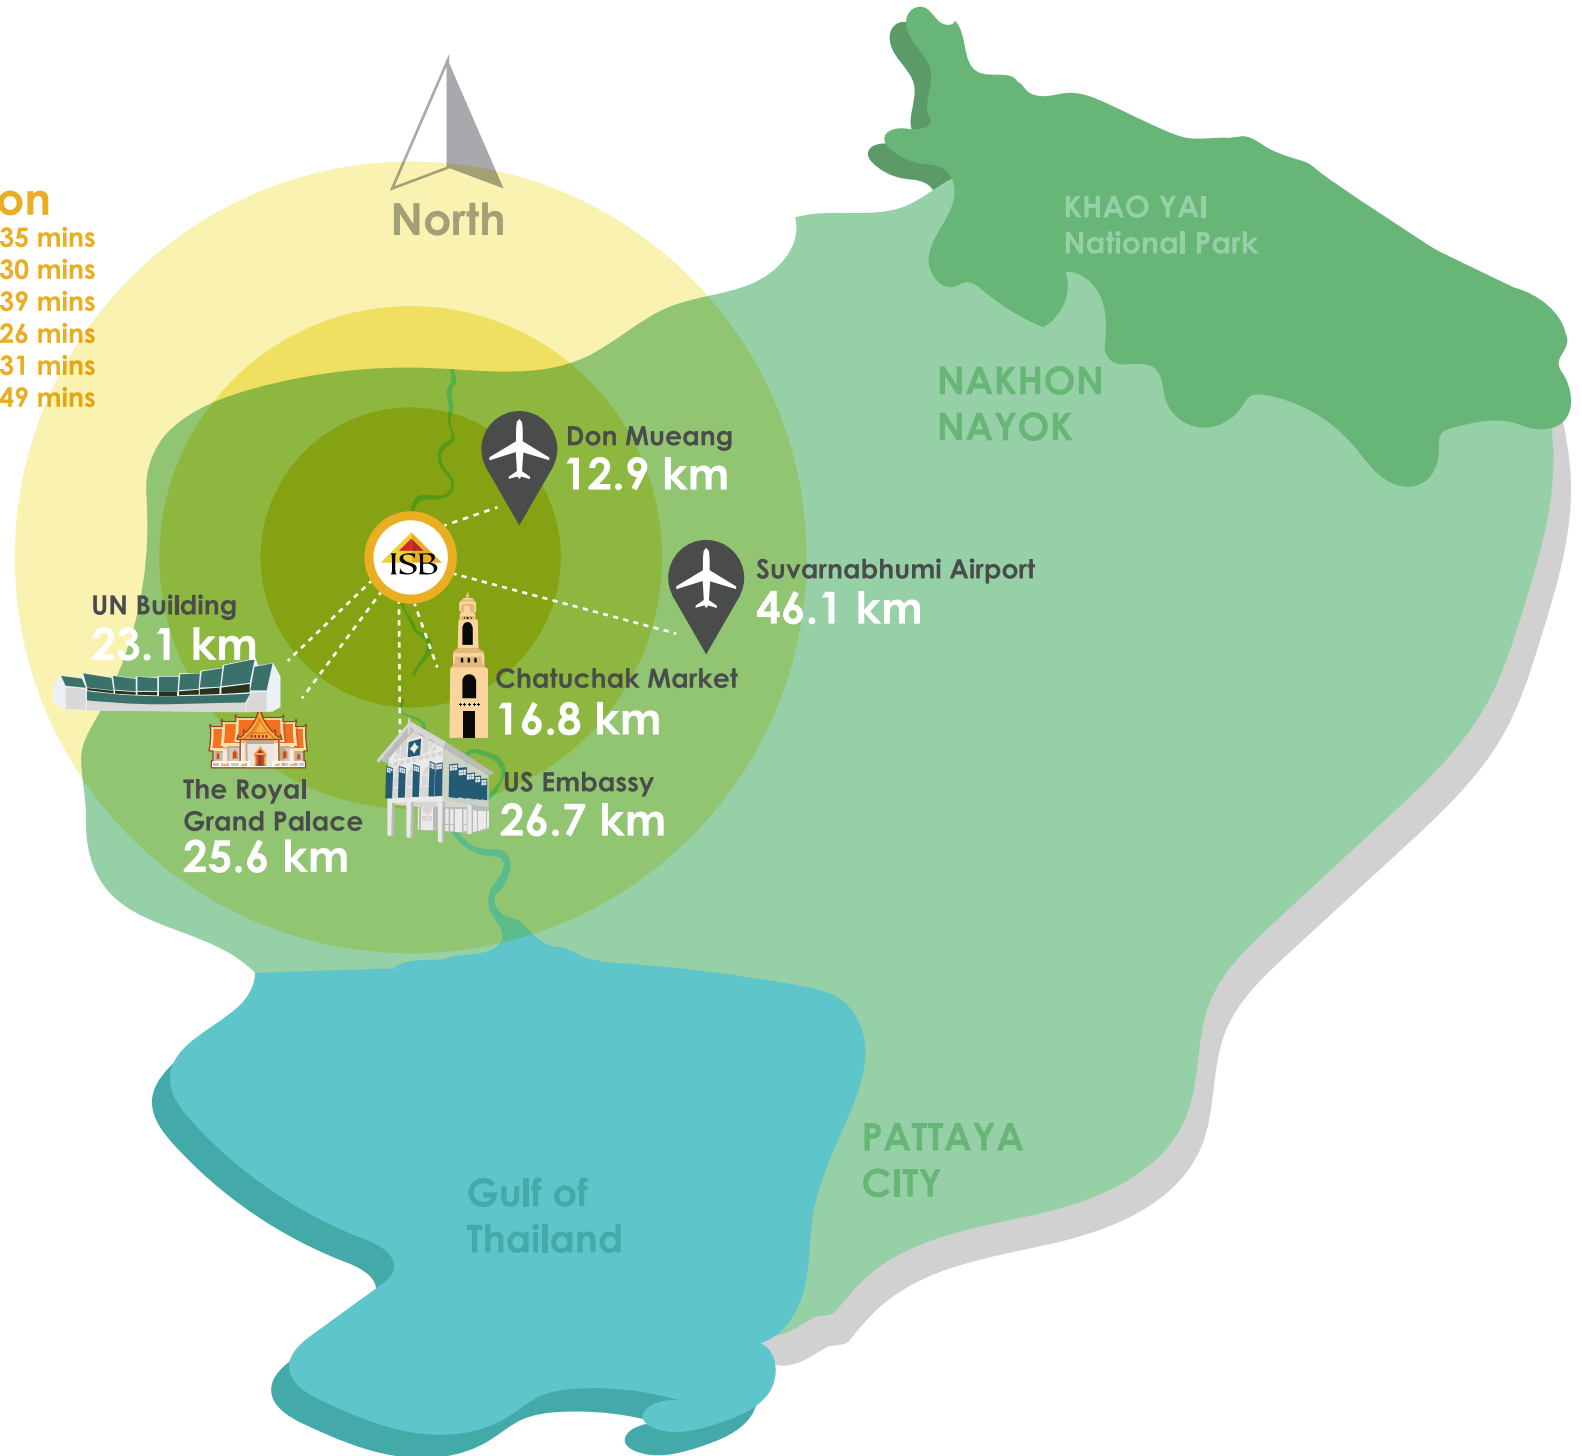 North
on
35 mins
30 mins
39 mins
26 mins
31 mins
49 mins
KHAO YAI
National Park
NAKHON
NAYOK
Don Mueang
12.9 km
ISB
Suvarnabhumi Airport
46.1 km
UN Building
23.1 km
Chatuchak Market
16.8 km
The Royal
Grand Palace
25.6 km
US Embassy
26.7 km
PATTAYA
CITY
Gulf of
Thailand